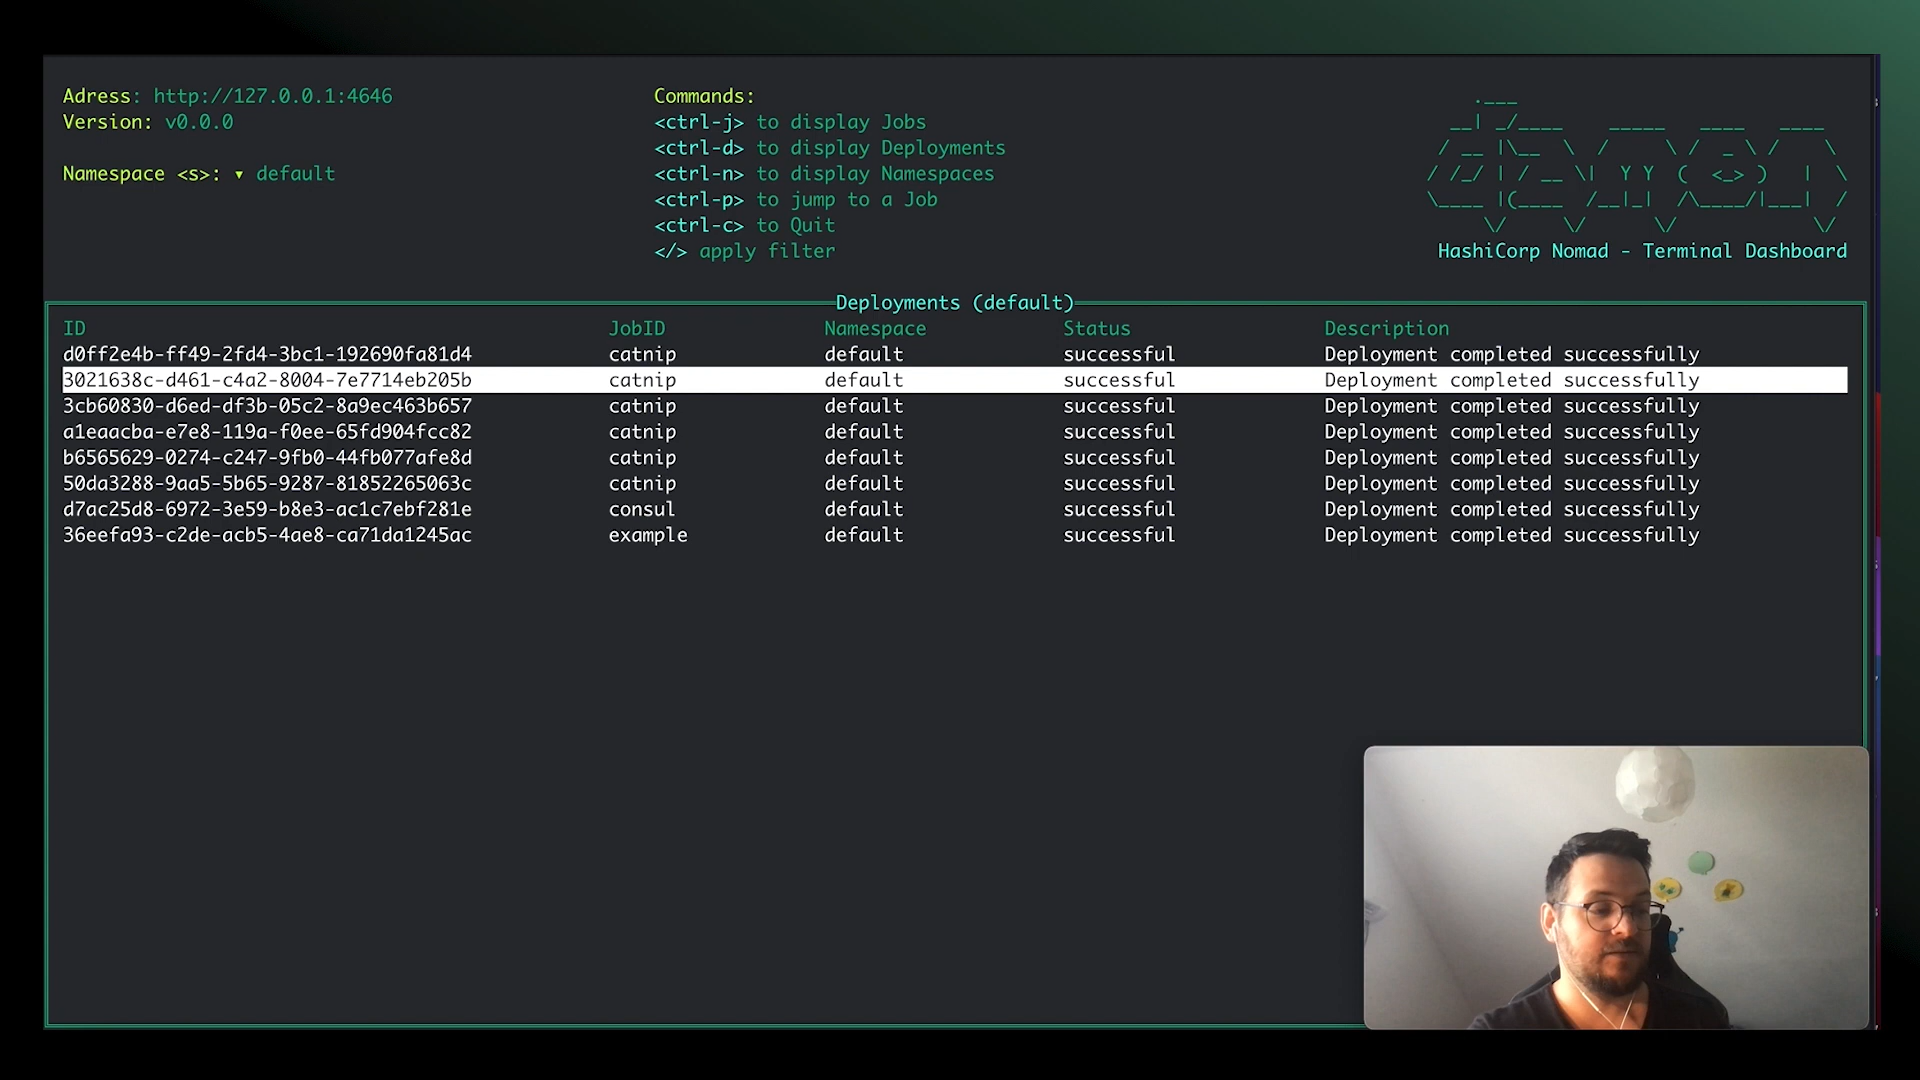 Adress: http://127.0.0.1:4646
Version: v0.0.0
Namespace <s>: ▾ default
Commands:
<ctrl-j> to display Jobs
<ctrl-d> to display Deployments
<ctrl-n> to display Namespaces
<ctrl-p> to jump to a Job
<ctrl-c> to Quit
</> apply filter
damon
HashiCorp Nomad - Terminal Dashboard
Deployments (default)
ID JobID Namespace Status Description
d0ff2e4b-ff49-2fd4-3bc1-192690fa81d4 catnip default successful Deployment completed successfully
3021638c-d461-c4a2-8004-7e7714eb205b catnip default successful Deployment completed successfully
3cb60830-d6ed-df3b-05c2-8a9ec463b657 catnip default successful Deployment completed successfully
a1eaacba-e7e8-119a-f0ee-65fd904fcc82 catnip default successful Deployment completed successfully
b6565629-0274-c247-9fb0-44fb077afe8d catnip default successful Deployment completed successfully
50da3288-9aa5-5b65-9287-81852265063c catnip default successful Deployment completed successfully
d7ac25d8-6972-3e59-b8e3-ac1c7ebf281e consul default successful Deployment completed successfully
36eefa93-c2de-acb5-4ae8-ca71da1245ac example default successful Deployment completed successfully